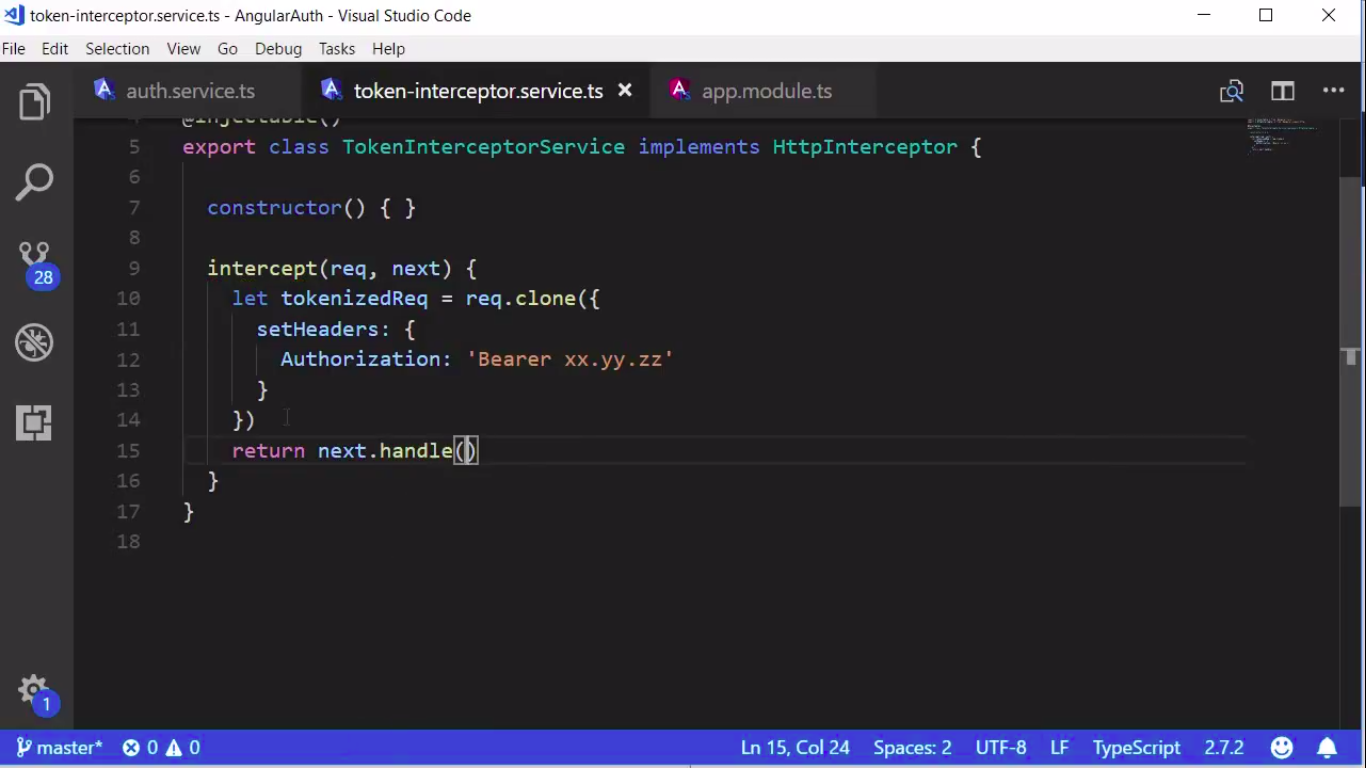 token-interceptor.service.ts - AngularAuth - Visual Studio Code
File Edit Selection View Go Debug Tasks Help
auth.service.ts token-interceptor.service.ts app.module.ts
4 @Injectable()
5 export class TokenInterceptorService implements HttpInterceptor {
6
7 constructor() { }
8
9 intercept(req, next) {
10 let tokenizedReq = req.clone({
11 setHeaders: {
12 Authorization: 'Bearer xx.yy.zz'
13 }
14 })
15 return next.handle()
16 }
17 }
18
28
1
master* 0 0 Ln 15, Col 24 Spaces: 2 UTF-8 LF TypeScript 2.7.2